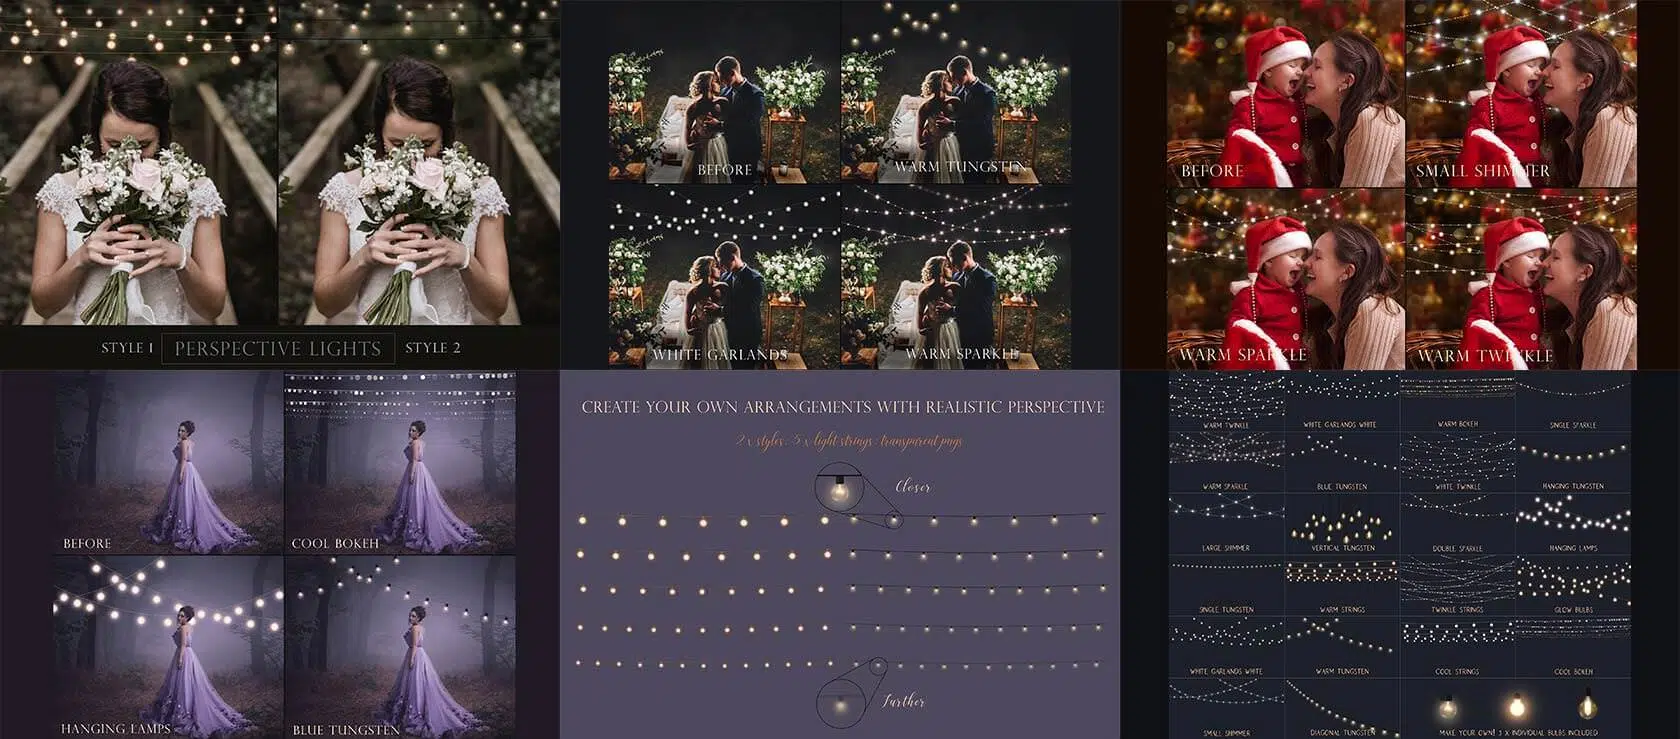 STYLE 1 PERSPECTIVE LIGHTS STYLE 2
BEFORE
WARM TUNGSTEN
WHITE GARLANDS
WARM SPARKLE
BEFORE
SMALL SHIMMER
WARM SPARKLE
WARM TWINKLE
BEFORE
COOL BOKEH
HANGING LAMPS
BLUE TUNGSTEN
CREATE YOUR OWN ARRANGEMENTS WITH REALISTIC PERSPECTIVE
2 x styles : 5 x light strings : transparent pngs
Closer
Further
WARM TWINKLE
WHITE GARLANDS WHITE
WARM BOKEH
SINGLE SPARKLE
WARM SPARKLE
BLUE TUNGSTEN
WHITE TWINKLE
HANGING TUNGSTEN
LARGE SHIMMER
VERTICAL TUNGSTEN
DOUBLE SPARKLE
HANGING LAMPS
SINGLE TUNGSTEN
WARM STRINGS
TWINKLE STRINGS
GLOW BULBS
WHITE GARLANDS WHITE
WARM TUNGSTEN
COOL STRINGS
COOL BOKEH
SMALL SHIMMER
DIAGONAL TUNGSTEN
MAKE YOUR OWN! 3 X INDIVIDUAL BULBS INCLUDED